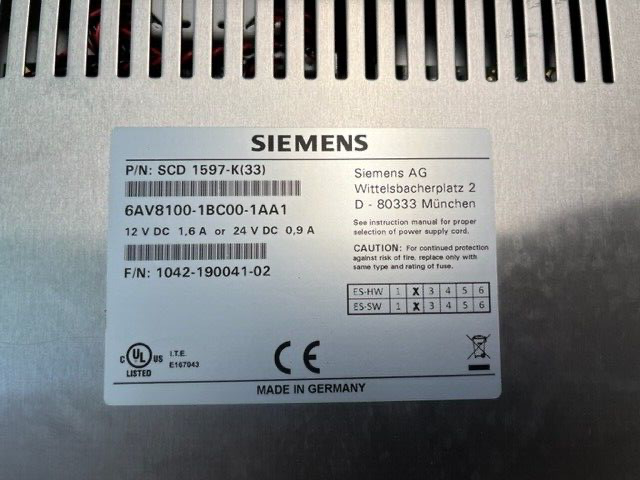 SIEMENS
P/N: SCD 1597-K(33)
6AV8100-1BC00-1AA1
12 V DC 1,6 A or 24 V DC 0,9 A
F/N: 1042-190041-02
Siemens AG
Wittelsbacherplatz 2
D - 80333 München
See instruction manual for proper
selection of power supply cord.
CAUTION: For continued protection
against risk of fire, replace only with
same type and rating of fuse.
ES-HW 1 X 3 4 5 6
ES-SW 1 X 3 4 5 6
C UL US
LISTED
I.T.E.
E167043
CE
MADE IN GERMANY